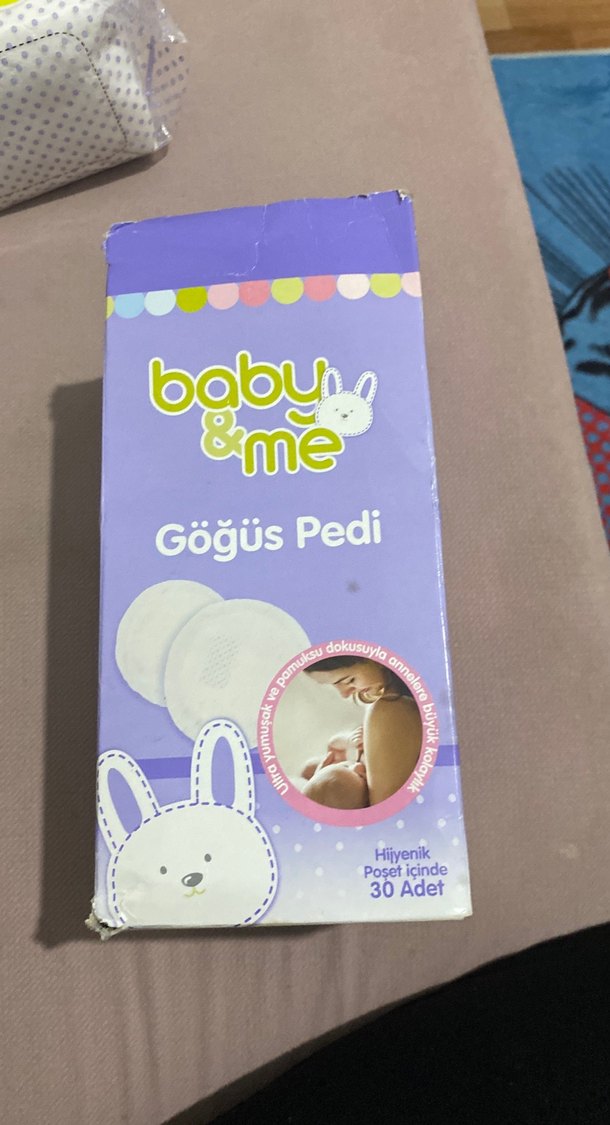 baby
&me
Göğüs Pedi
Ultra yumuşak ve pamuksu dokusuyla annelere büyük kolaylık
Hijyenik
Poşet içinde
30 Adet